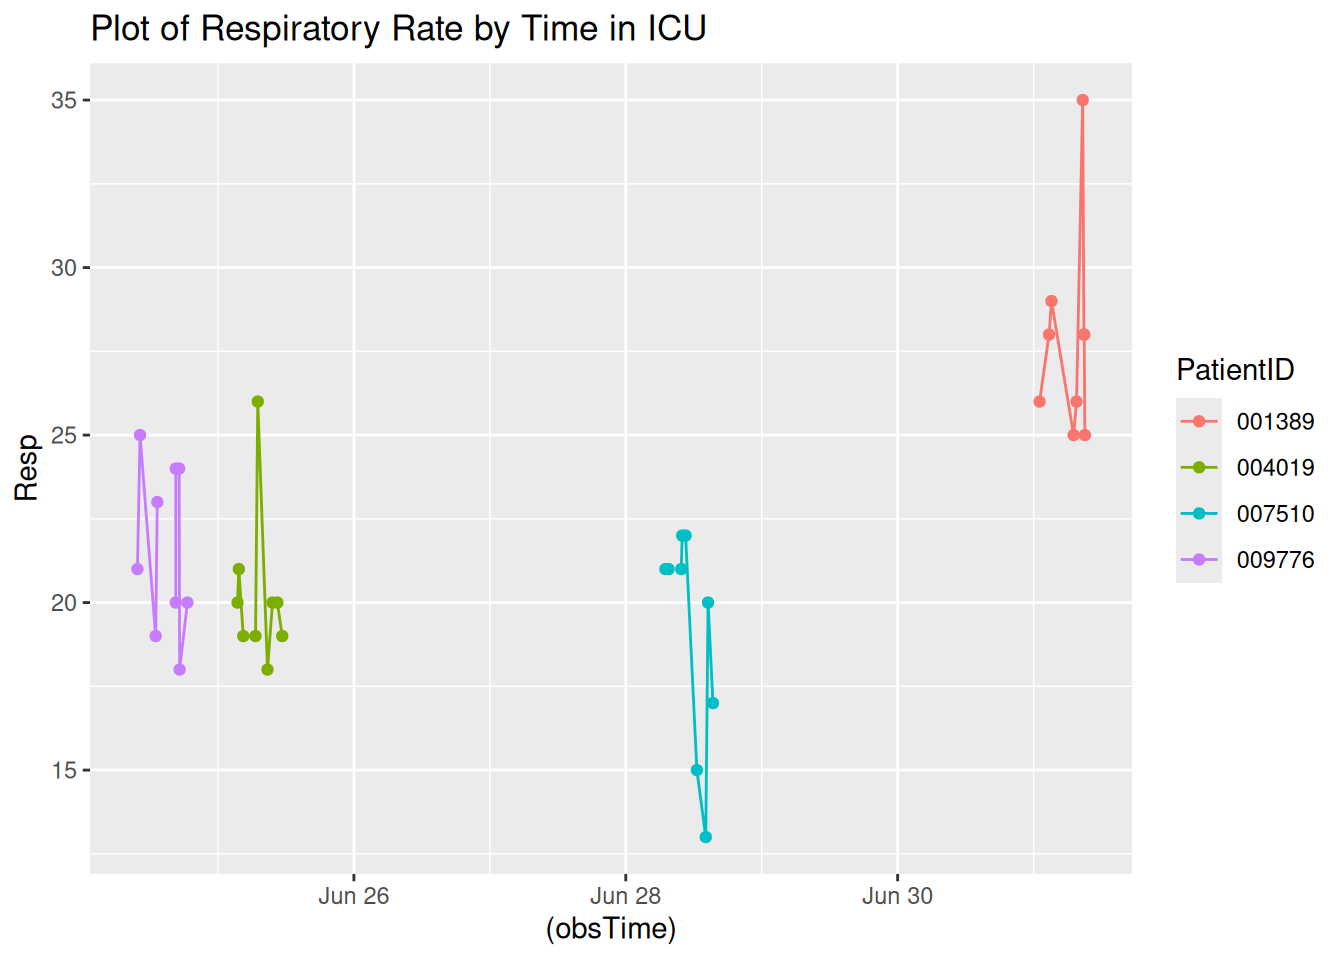 Plot of Respiratory Rate by Time in ICU
35
30
25
20
15
Resp
Jun 26
Jun 28
Jun 30
(obsTime)
PatientID
001389
004019
007510
009776